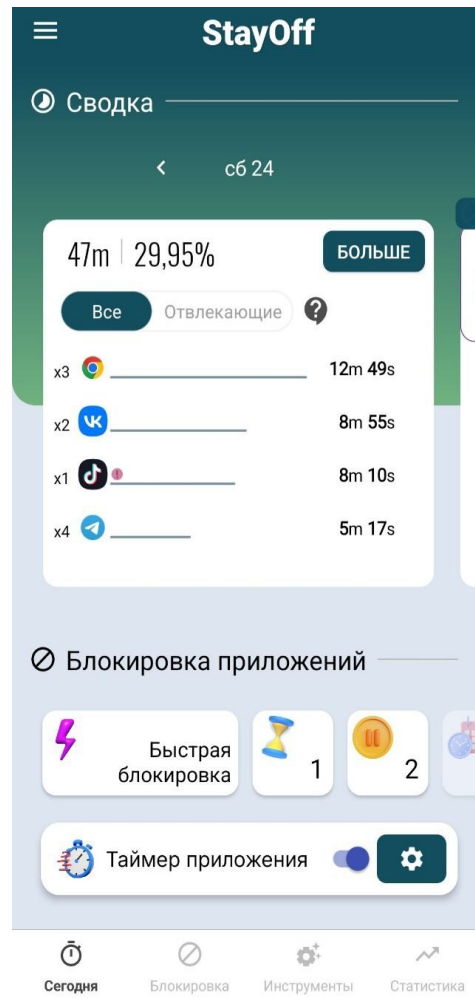 StayOff
Сводка
сб 24
47m 29,95%
БОЛЬШЕ
Все Отвлекающие
x3 12m 49s
x2 8m 55s
x1 8m 10s
x4 5m 17s
Блокировка приложений
Быстрая
блокировка
1
2
Таймер приложения
Сегодня Блокировка Инструменты Статистика